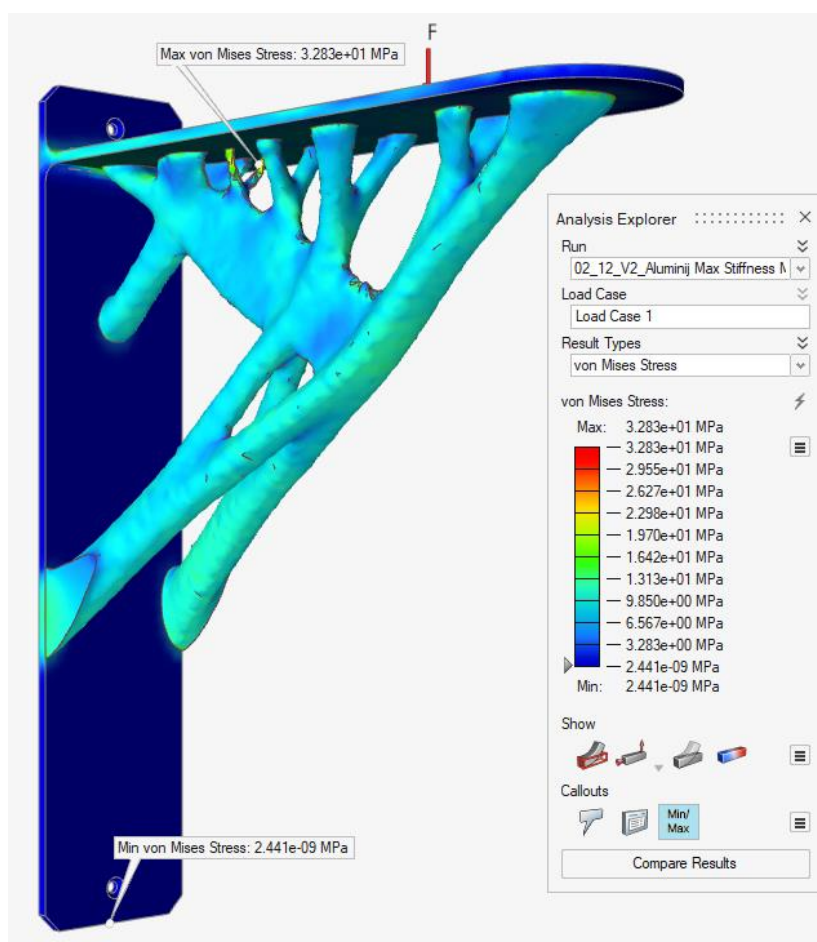 F
Max von Mises Stress: 3.283e+01 MPa
Min von Mises Stress: 2.441e-09 MPa
Analysis Explorer
Run
02_12_V2_Aluminij Max Stiffness
Load Case
Load Case 1
Result Types
von Mises Stress
von Mises Stress:
Max: 3.283e+01 MPa
3.283e+01 MPa
2.955e+01 MPa
2.627e+01 MPa
2.298e+01 MPa
1.970e+01 MPa
1.642e+01 MPa
1.313e+01 MPa
9.850e+00 MPa
6.567e+00 MPa
3.283e+00 MPa
2.441e-09 MPa
Min: 2.441e-09 MPa
Show
Callouts
Min/
Max
Compare Results